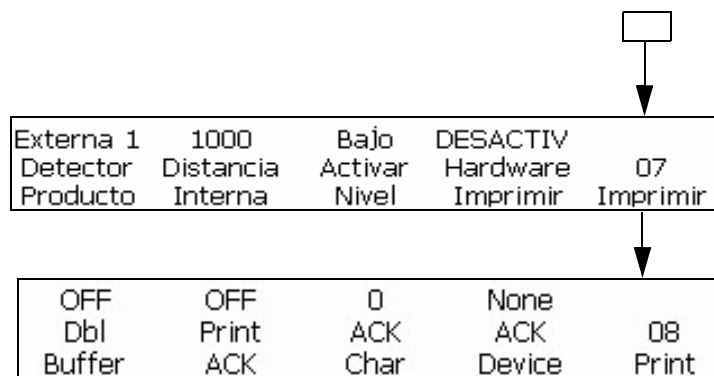 Externa 1 1000 Bajo DESACTIV
Detector Distancia Activar Hardware 07
Producto Interna Nivel Imprimir Imprimir
OFF OFF 0 None
Dbl Print ACK ACK 08
Buffer ACK Char Device Print